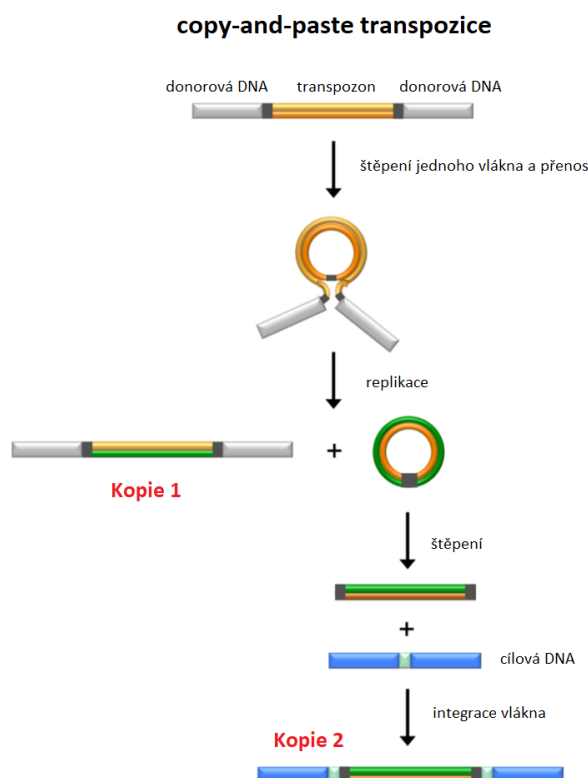 copy-and-paste transpozice
donorová DNA transpozon donorová DNA
štěpení jednoho vlákna a přenos
replikace
+
Kopie 1
štěpení
+
cílová DNA
integrace vlákna
Kopie 2